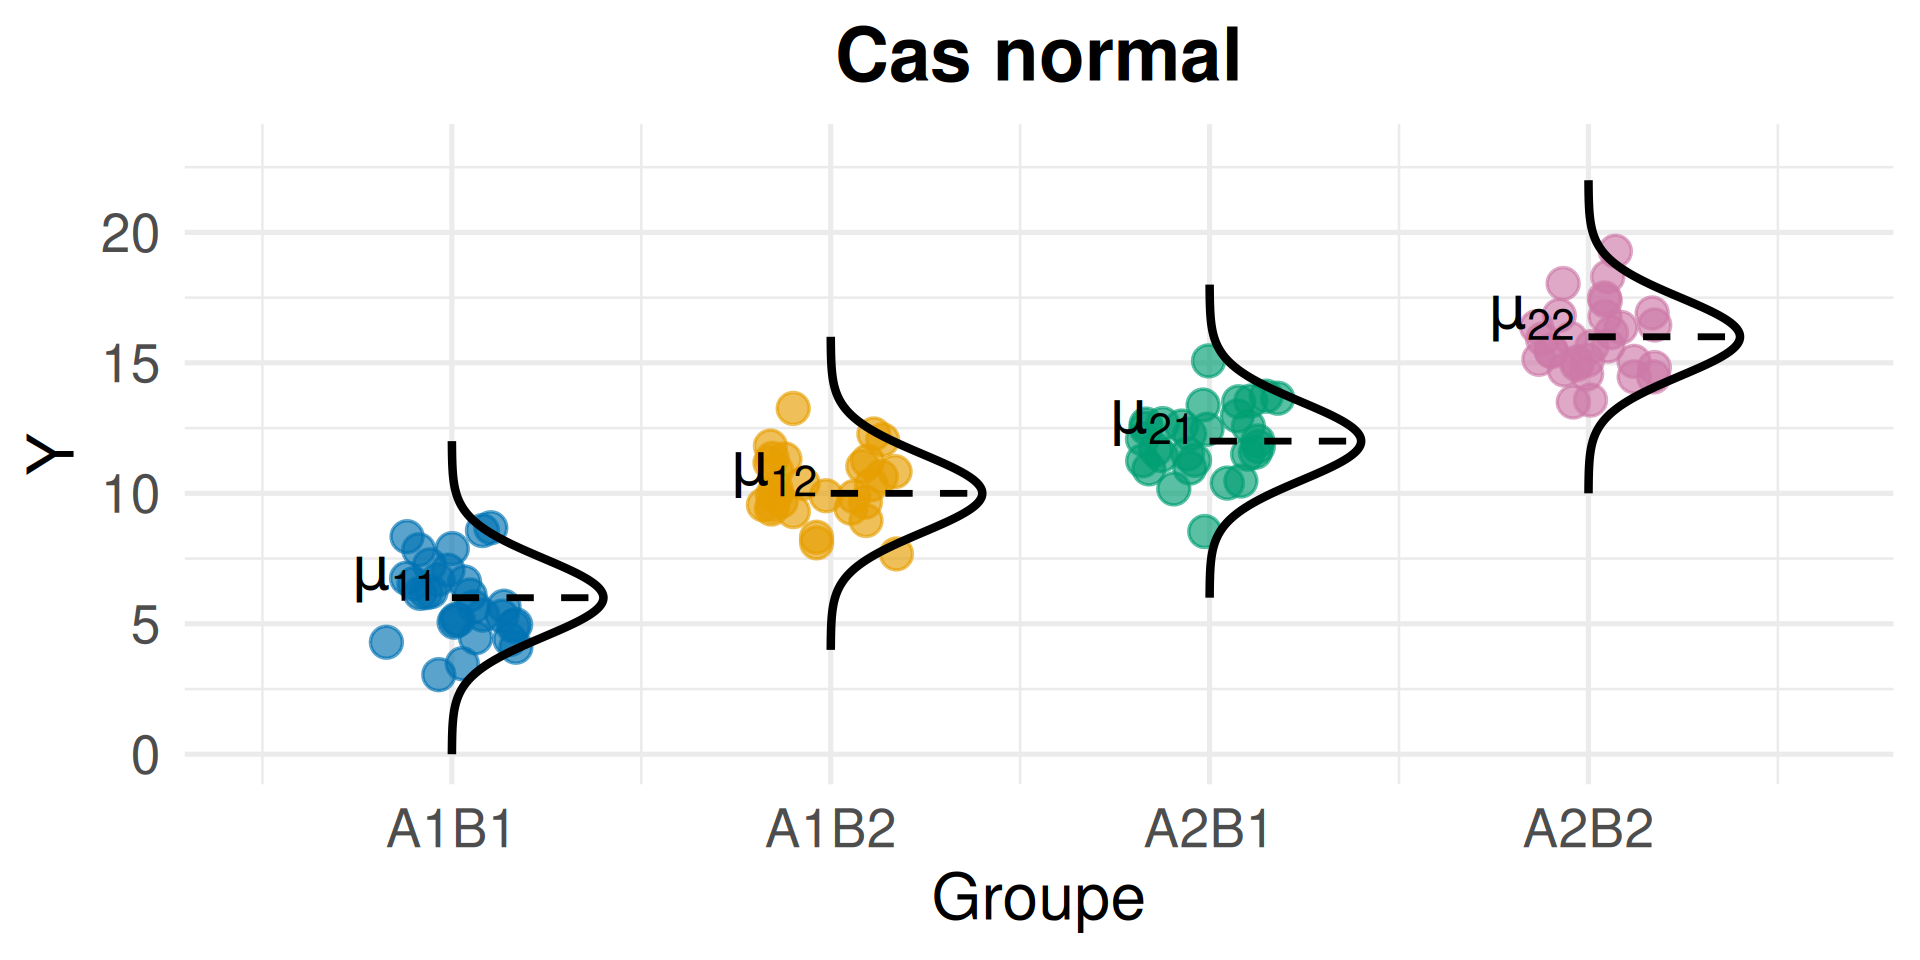 Cas normal
Y
20
15
10
5
0
μ11
μ12
μ21
μ22
A1B1 A1B2 A2B1 A2B2
Groupe